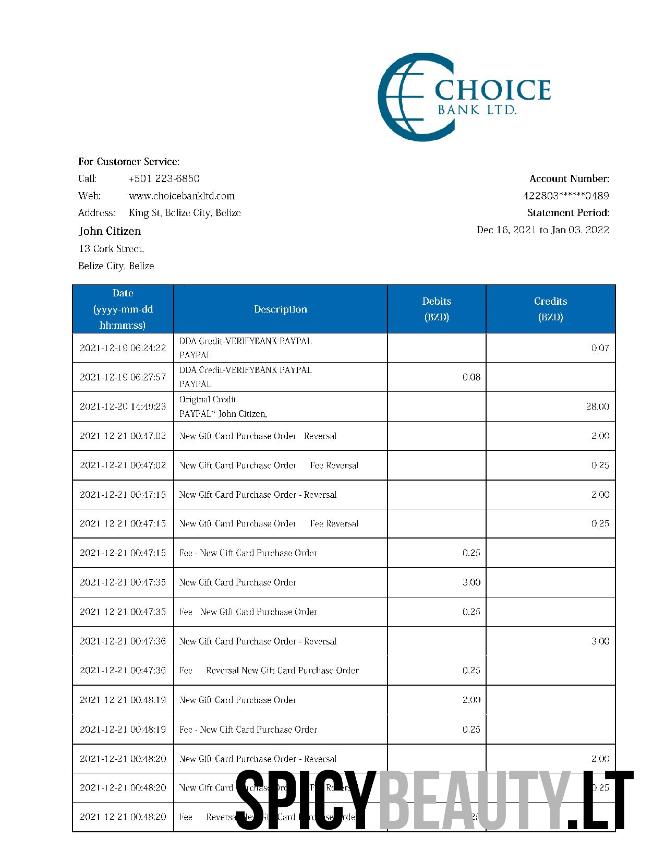 CHOICE
BANK LTD.
For Customer Service:
Call: +501 223-6850
Web: www.choicebankltd.com
Address: King St, Belize City, Belize
John Citizen
13 Cork Street,
Belize City, Belize
Account Number:
422803******0489
Statement Period:
Dec 16, 2021 to Jan 03, 2022
Date (yyyy-mm-dd hh:mm:ss) Description Debits (BZD) Credits (BZD)
2021-12-19 06:24:22 DDA Credit-VERIFYBANK PAYPAL PAYPAL 0.07
2021-12-19 06:27:57 DDA Credit-VERIFYBANK PAYPAL PAYPAL 0.08
2021-12-20 14:49:23 Original Credit PAYPAL* John Citizen, 28.00
2021-12-21 00:47:02 New Gift Card Purchase Order - Reversal 2.00
2021-12-21 00:47:02 New Gift Card Purchase Order Fee Reversal 0.25
2021-12-21 00:47:15 New Gift Card Purchase Order - Reversal 2.00
2021-12-21 00:47:15 New Gift Card Purchase Order Fee Reversal 0.25
2021-12-21 00:47:15 Fee - New Gift Card Purchase Order 0.25
2021-12-21 00:47:35 New Gift Card Purchase Order 3.00
2021-12-21 00:47:35 Fee - New Gift Card Purchase Order 0.25
2021-12-21 00:47:36 New Gift Card Purchase Order - Reversal 3.00
2021-12-21 00:47:36 Fee Reversal New Gift Card Purchase Order 0.25
2021-12-21 00:48:19 New Gift Card Purchase Order 2.00
2021-12-21 00:48:19 Fee - New Gift Card Purchase Order 0.25
2021-12-21 00:48:20 New Gift Card Purchase Order - Reversal 2.00
2021-12-21 00:48:20 New Gift Card 0.25
2021-12-21 00:48:20 Fee Card
SPICYBEAUTY.LT